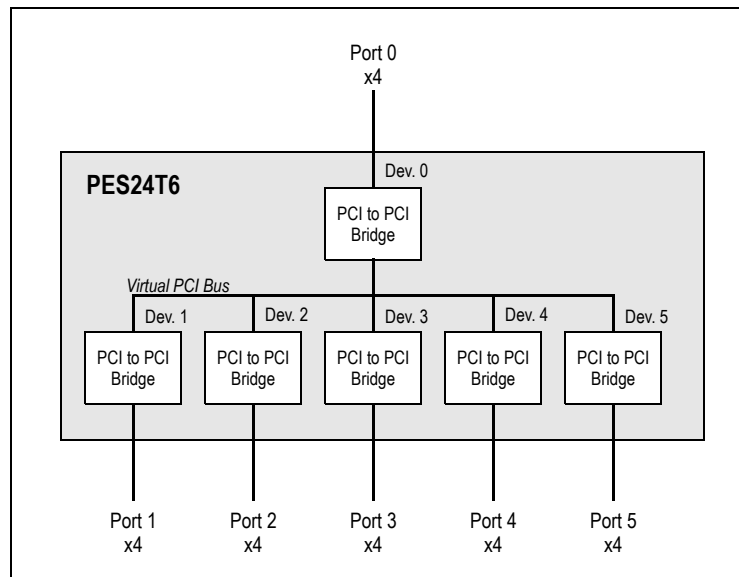 Port 0
x4
PES24T6
Dev. 0
PCI to PCI
Bridge
Virtual PCI Bus
Dev. 1
Dev. 2
Dev. 3
Dev. 4
Dev. 5
PCI to PCI
Bridge
PCI to PCI
Bridge
PCI to PCI
Bridge
PCI to PCI
Bridge
PCI to PCI
Bridge
Port 1
x4
Port 2
x4
Port 3
x4
Port 4
x4
Port 5
x4